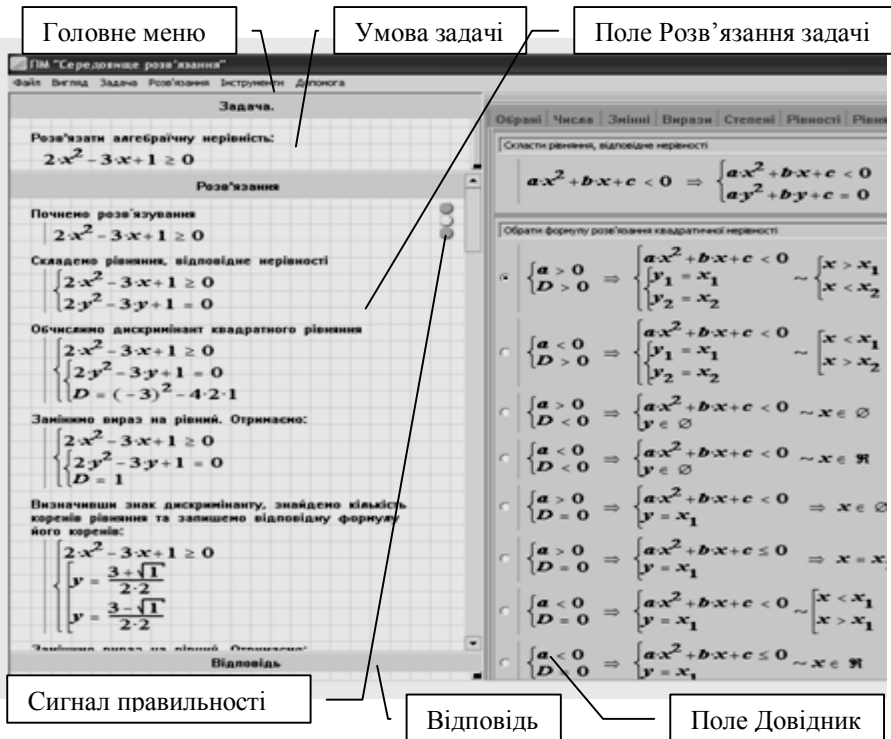 Головне меню
Умова задачі
Поле Розв’язання задачі
ПМ "Середовище розв'язання"
Файл Вигляд Задача Розв'язання Інструменти Допомога
Задача.
Розв'язати алгебраїчну нерівність:
2·x² − 3·x + 1 ≥ 0
Розв'язання
Почнемо розв'язування
2·x² − 3·x + 1 ≥ 0
Складемо рівняння, відповідне нерівності
2·x² − 3·x + 1 ≥ 0
2·y² − 3·y + 1 = 0
Обчислимо дискримінант квадратного рівняння
2·x² − 3·x + 1 ≥ 0
2·y² − 3·y + 1 = 0
D = (−3)² − 4·2·1
Замінимо вираз на рівний. Отримаємо:
2·x² − 3·x + 1 ≥ 0
2·y² − 3·y + 1 = 0
D = 1
Визначивши знак дискримінанту, знайдемо кількість
коренів рівняння та запишемо відповідну формулу
його коренів:
2·x² − 3·x + 1 ≥ 0
y = (3 + √1)/(2·2)
y = (3 − √1)/(2·2)
Замінимо вираз на рівний. Отримаємо:
Відповідь
Обрані Числа Змінні Вирази Степені Рівності
Скласти рівняння, відповідне нерівності
a·x² + b·x + c < 0 ⇒ { a·x² + b·x + c < 0
a·y² + b·y + c = 0
Обрати формулу розв'язання квадратичної нерівності
{ a > 0, D > 0 ⇒ { a·x² + b·x + c < 0, y₁ = x₁, y₂ = x₂ ~ { x > x₁, x < x₂
{ a < 0, D > 0 ⇒ { a·x² + b·x + c < 0, y₁ = x₁, y₂ = x₂ ~ [ x < x₁, x > x₂
{ a > 0, D < 0 ⇒ { a·x² + b·x + c < 0, y ∈ ∅ ~ x ∈ ∅
{ a < 0, D < 0 ⇒ { a·x² + b·x + c < 0, y ∈ ∅ ~ x ∈ ℜ
{ a > 0, D = 0 ⇒ { a·x² + b·x + c < 0, y = x₁ ⇒ x ∈ ∅
{ a > 0, D = 0 ⇒ { a·x² + b·x + c ≤ 0, y = x₁ ⇒ x = x
{ a < 0, D = 0 ⇒ { a·x² + b·x + c < 0, y = x₁ ~ [ x < x₁, x > x₁
{ a < 0, D = 0 ⇒ { a·x² + b·x + c ≤ 0, y = x₁ ~ x ∈ ℜ
Сигнал правильності
Відповідь
Поле Довідник